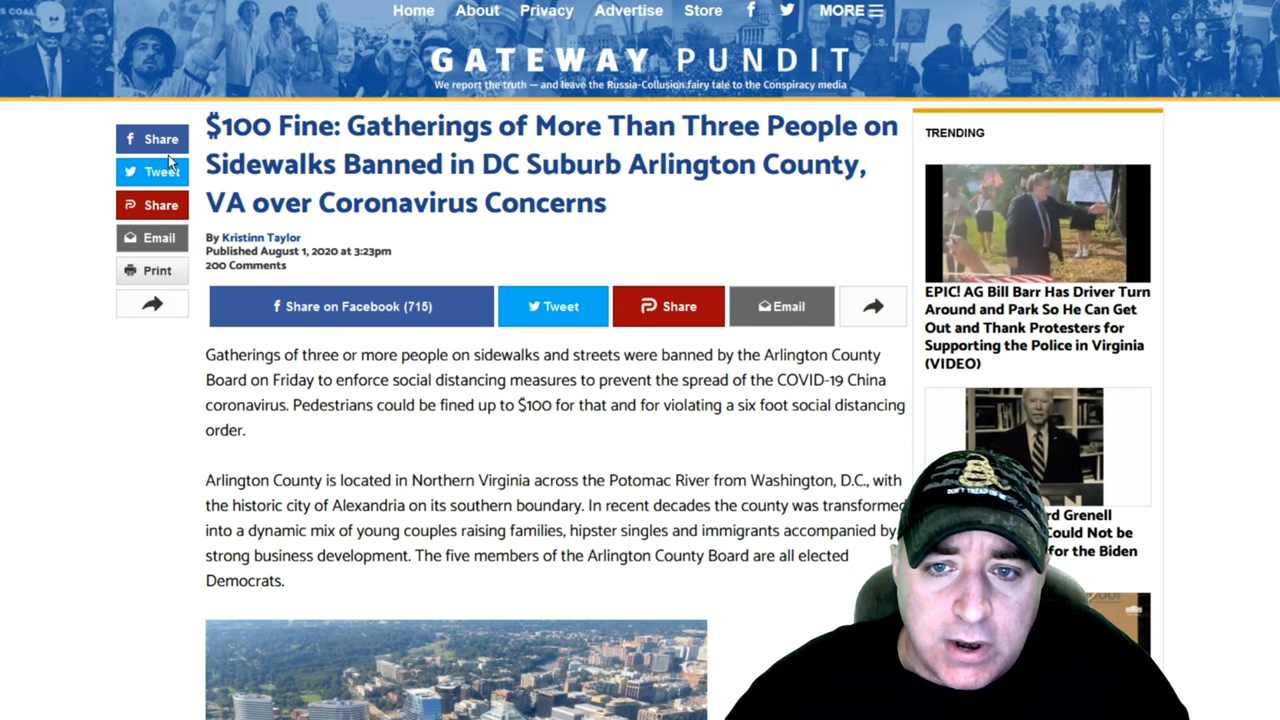 Home About Privacy Advertise Store MORE
S COAL
GATEWAY PUNDIT
We report the truth — and leave the Russia-Collusion fairy tale to the Conspiracy media
$100 Fine: Gatherings of More Than Three People on
Sidewalks Banned in DC Suburb Arlington County,
VA over Coronavirus Concerns
By Kristinn Taylor
Published August 1, 2020 at 3:23pm
200 Comments
Share
Tweet
Share
Email
Print
Share on Facebook (715) Tweet Share Email
Gatherings of three or more people on sidewalks and streets were banned by the Arlington County
Board on Friday to enforce social distancing measures to prevent the spread of the COVID-19 China
coronavirus. Pedestrians could be fined up to $100 for that and for violating a six foot social distancing
order.
Arlington County is located in Northern Virginia across the Potomac River from Washington, D.C., with
the historic city of Alexandria on its southern boundary. In recent decades the county was transformed
into a dynamic mix of young couples raising families, hipster singles and immigrants accompanied by
strong business development. The five members of the Arlington County Board are all elected
Democrats.
TRENDING
EPIC! AG Bill Barr Has Driver Turn
Around and Park So He Can Get
Out and Thank Protesters for
Supporting the Police in Virginia
(VIDEO)
rd Grenell
Could Not be
for the Biden
DON'T TREAD ON ME